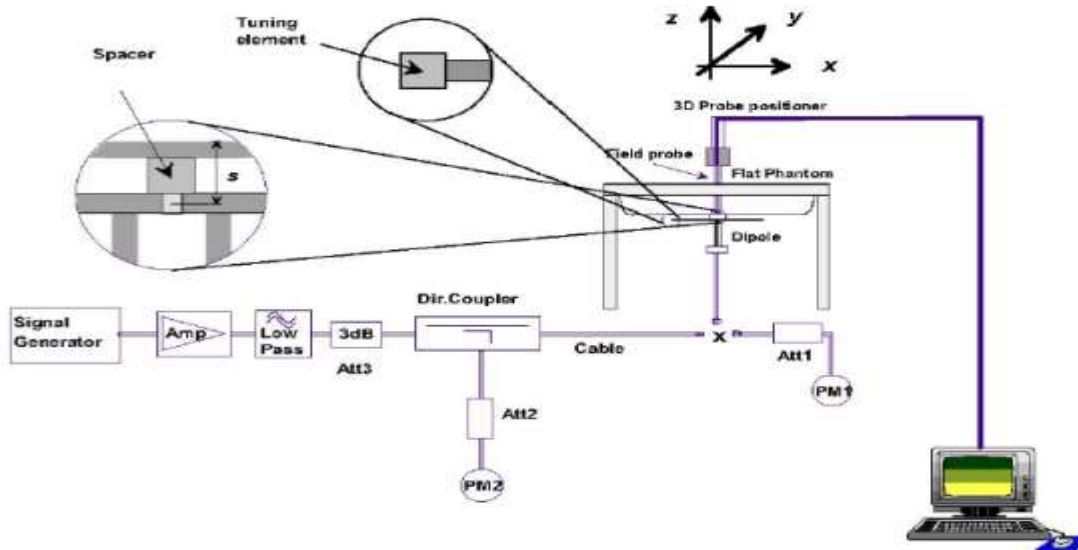 Tuning
element
z
y
x
Spacer
s
3D Probe positioner
Field probe
Flat Phantom
Dipole
Dir.Coupler
Signal
Generator
Amp
Low
Pass
3dB
Att3
Cable
x
Att1
PM1
Att2
PM2